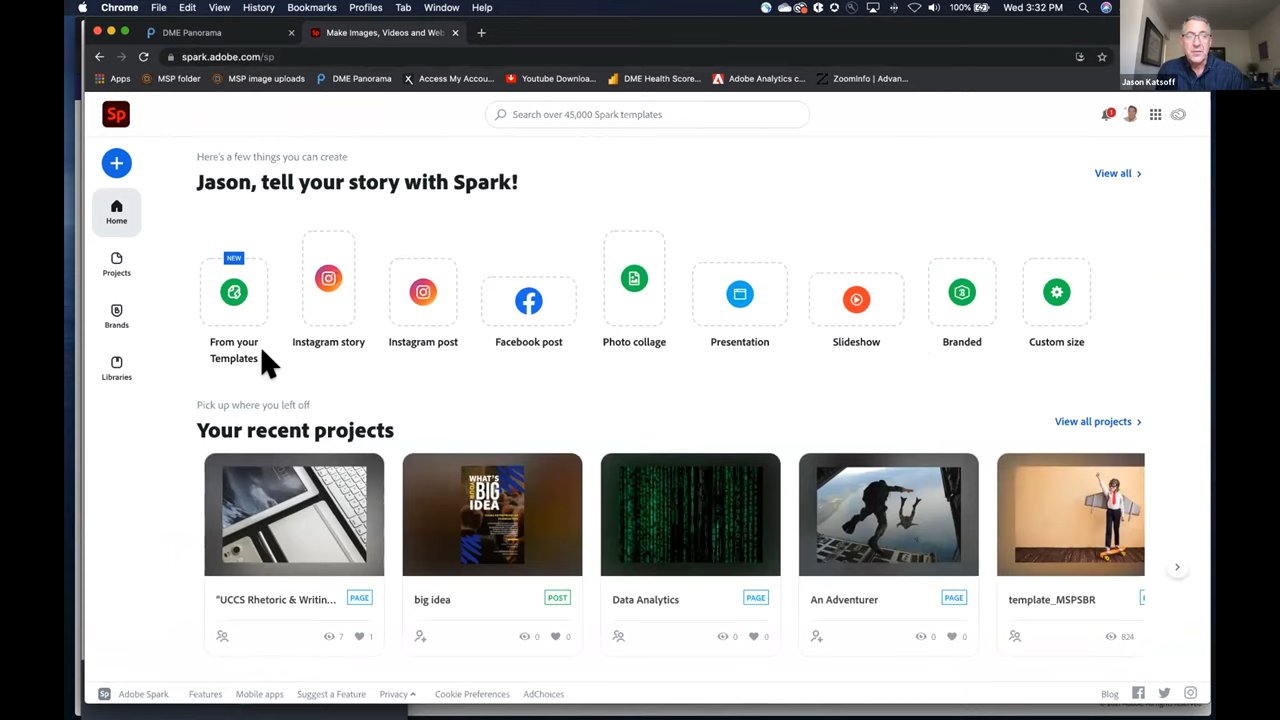 Chrome File Edit View History Bookmarks Profiles Tab Window Help 100% Wed 3:32 PM
DME Panorama × Make Images, Videos and Web × +
spark.adobe.com/sp
Apps MSP folder MSP image uploads DME Panorama Access My Accou... Youtube Downloa... DME Health Score... Adobe Analytics c... ZoomInfo | Advan...
Jason Katsoff
Sp
Search over 45,000 Spark templates
1
Here's a few things you can create
Jason, tell your story with Spark!
View all >
Home
Projects
Brands
Libraries
NEW
From your
Templates
Instagram story
Instagram post
Facebook post
Photo collage
Presentation
Slideshow
Branded
Custom size
Pick up where you left off
Your recent projects
View all projects >
WHAT'S
YOUR
BIG
IDEA
"UCCS Rhetoric & Writin... PAGE
7 1
big idea POST
0 0
Data Analytics PAGE
0 0
An Adventurer PAGE
0 0
template_MSPSBR
824
Sp Adobe Spark Features Mobile apps Suggest a Feature Privacy Cookie Preferences AdChoices Blog